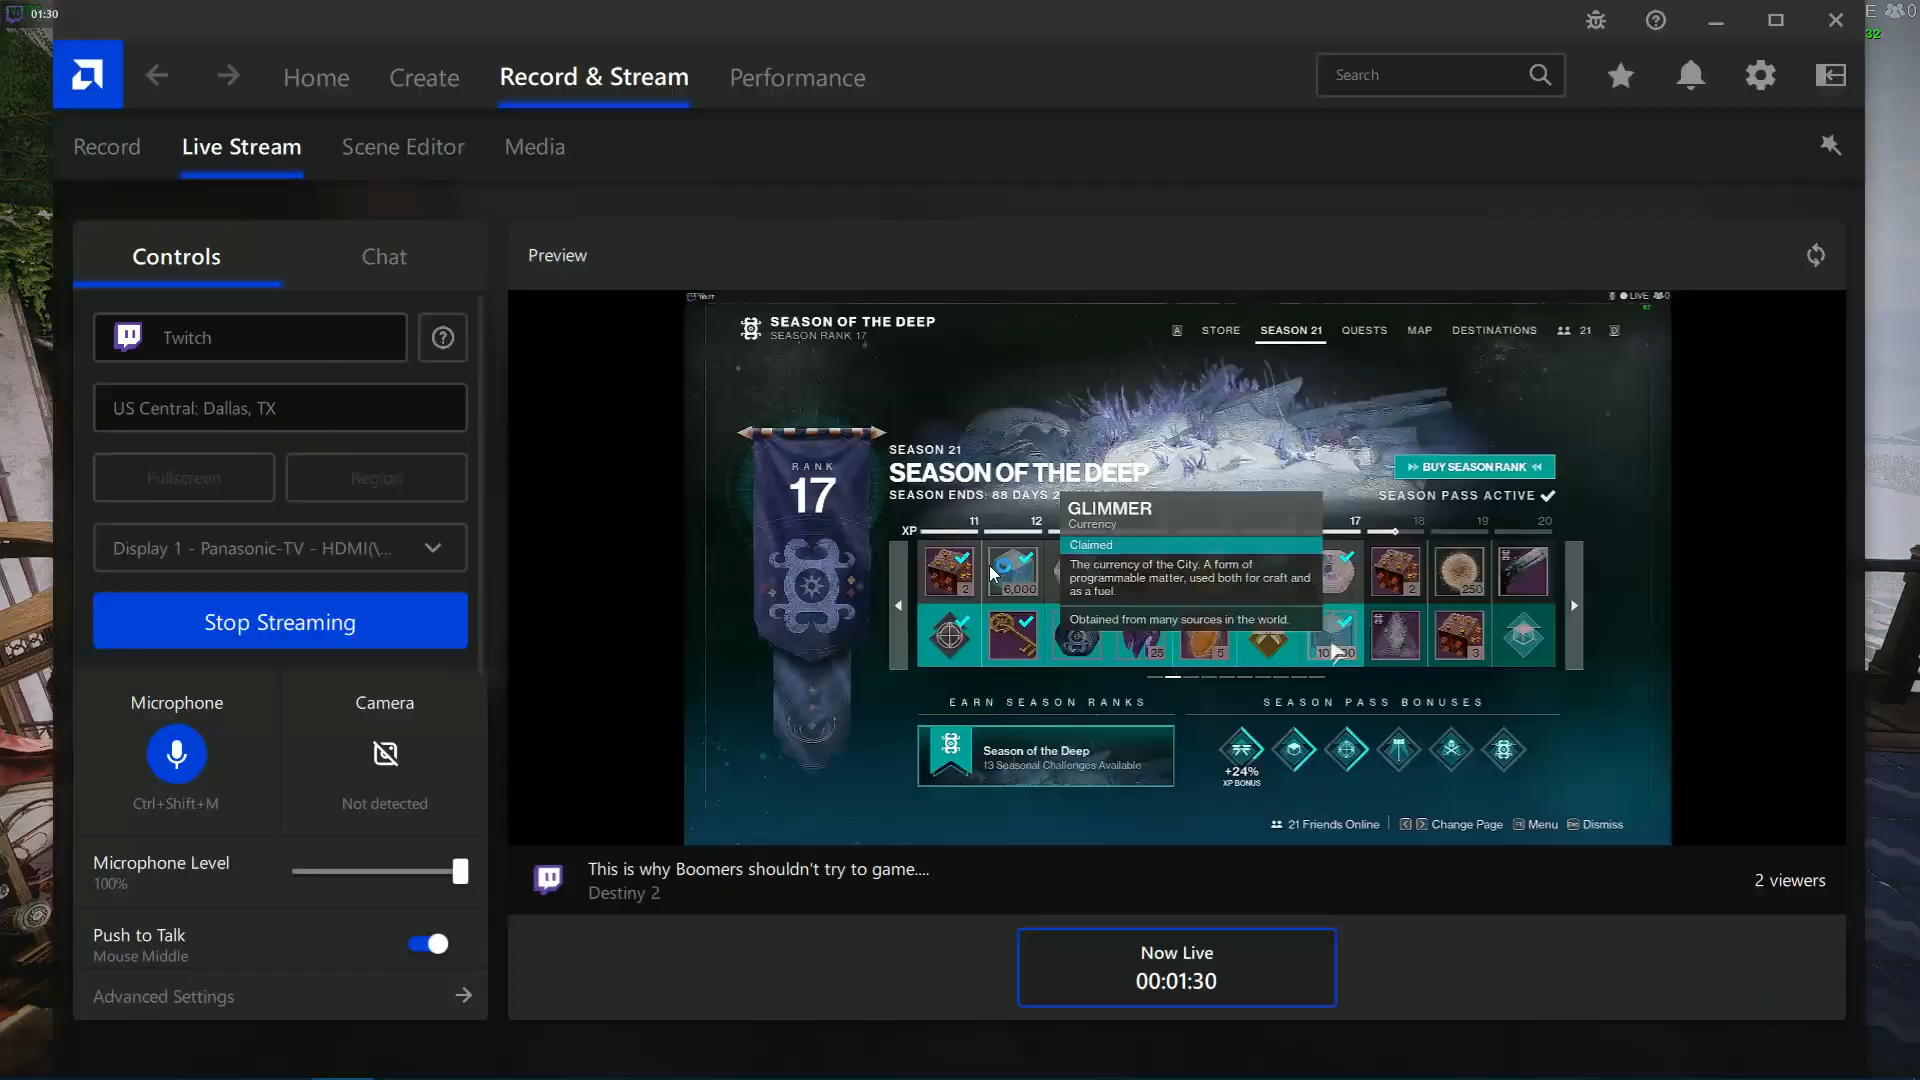 01:30
E 0
32
Home
Create
Record & Stream
Performance
Search
Record
Live Stream
Scene Editor
Media
Controls
Chat
Twitch
US Central: Dallas, TX
Fullscreen
Region
Display 1 - Panasonic-TV - HDMI(\...
Stop Streaming
Microphone
Camera
Ctrl+Shift+M
Not detected
Microphone Level
100%
Push to Talk
Mouse Middle
Advanced Settings
Preview
LIVE 0
SEASON OF THE DEEP
SEASON RANK 17
A STORE SEASON 21 QUESTS MAP DESTINATIONS 21 D
RANK
17
SEASON 21
SEASON OF THE DEEP
SEASON ENDS: 88 DAYS 2
BUY SEASON RANK
SEASON PASS ACTIVE
XP 11 12 17 18 19 20
GLIMMER
Currency
Claimed
The currency of the City. A form of
programmable matter, used both for craft and
as a fuel.
Obtained from many sources in the world.
2 6,000 2 250
25 5 3
EARN SEASON RANKS
SEASON PASS BONUSES
Season of the Deep
13 Seasonal Challenges Available
+24%
XP BONUS
21 Friends Online
Change Page
Menu
Dismiss
This is why Boomers shouldn't try to game....
Destiny 2
2 viewers
Now Live
00:01:30